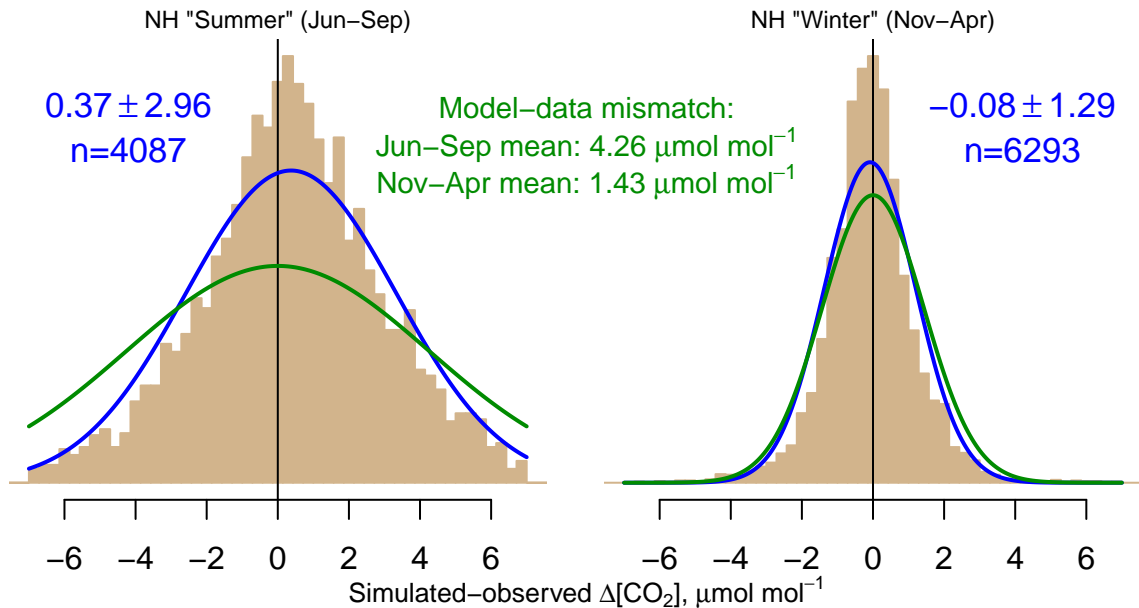 NH "Summer" (Jun−Sep)
NH "Winter" (Nov−Apr)
0.37 ± 2.96
n=4087
Model−data mismatch:
Jun−Sep mean: 4.26 μmol mol⁻¹
Nov−Apr mean: 1.43 μmol mol⁻¹
−0.08 ± 1.29
n=6293
−6 −4 −2 0 2 4 6
−6 −4 −2 0 2 4 6
Simulated−observed Δ[CO₂], μmol mol⁻¹